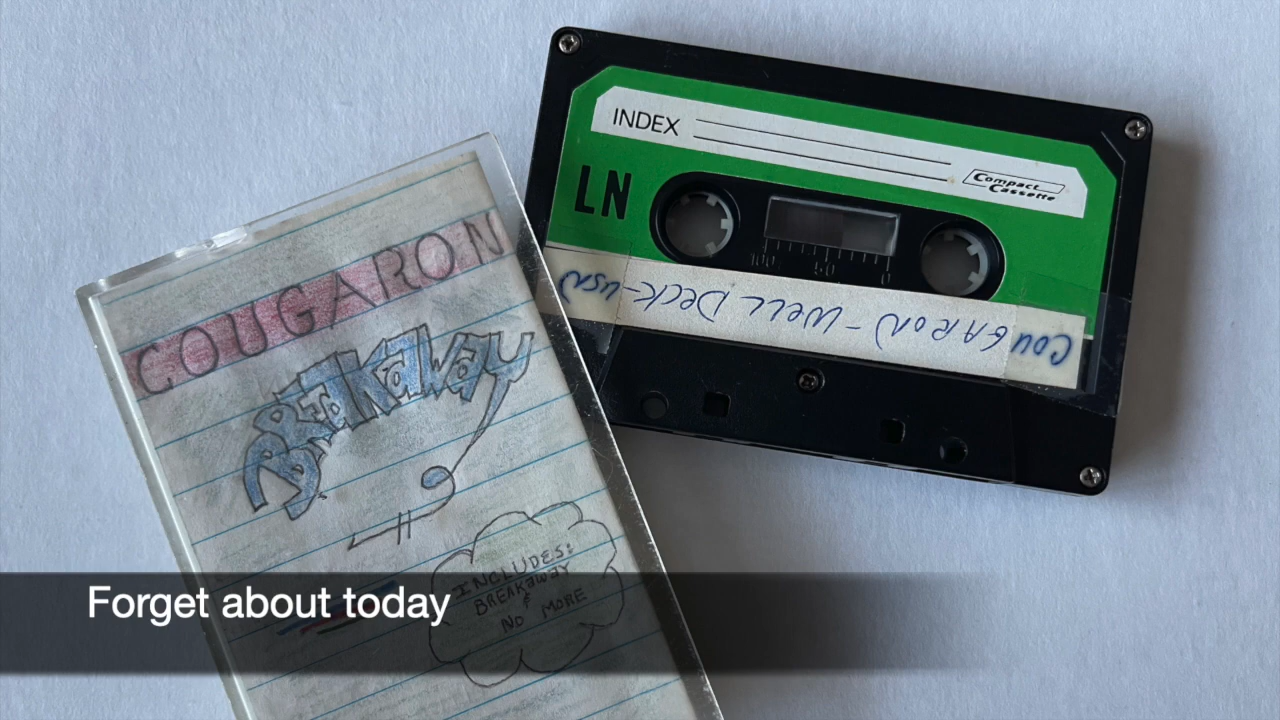 COUGARON
BREAKAWAY
INCLUDES:
BREAKAWAY
&
NO MORE
INDEX
Compact
Cassette
LN
100 50 0
COUGARON - WELL DECK - USN
Forget about today